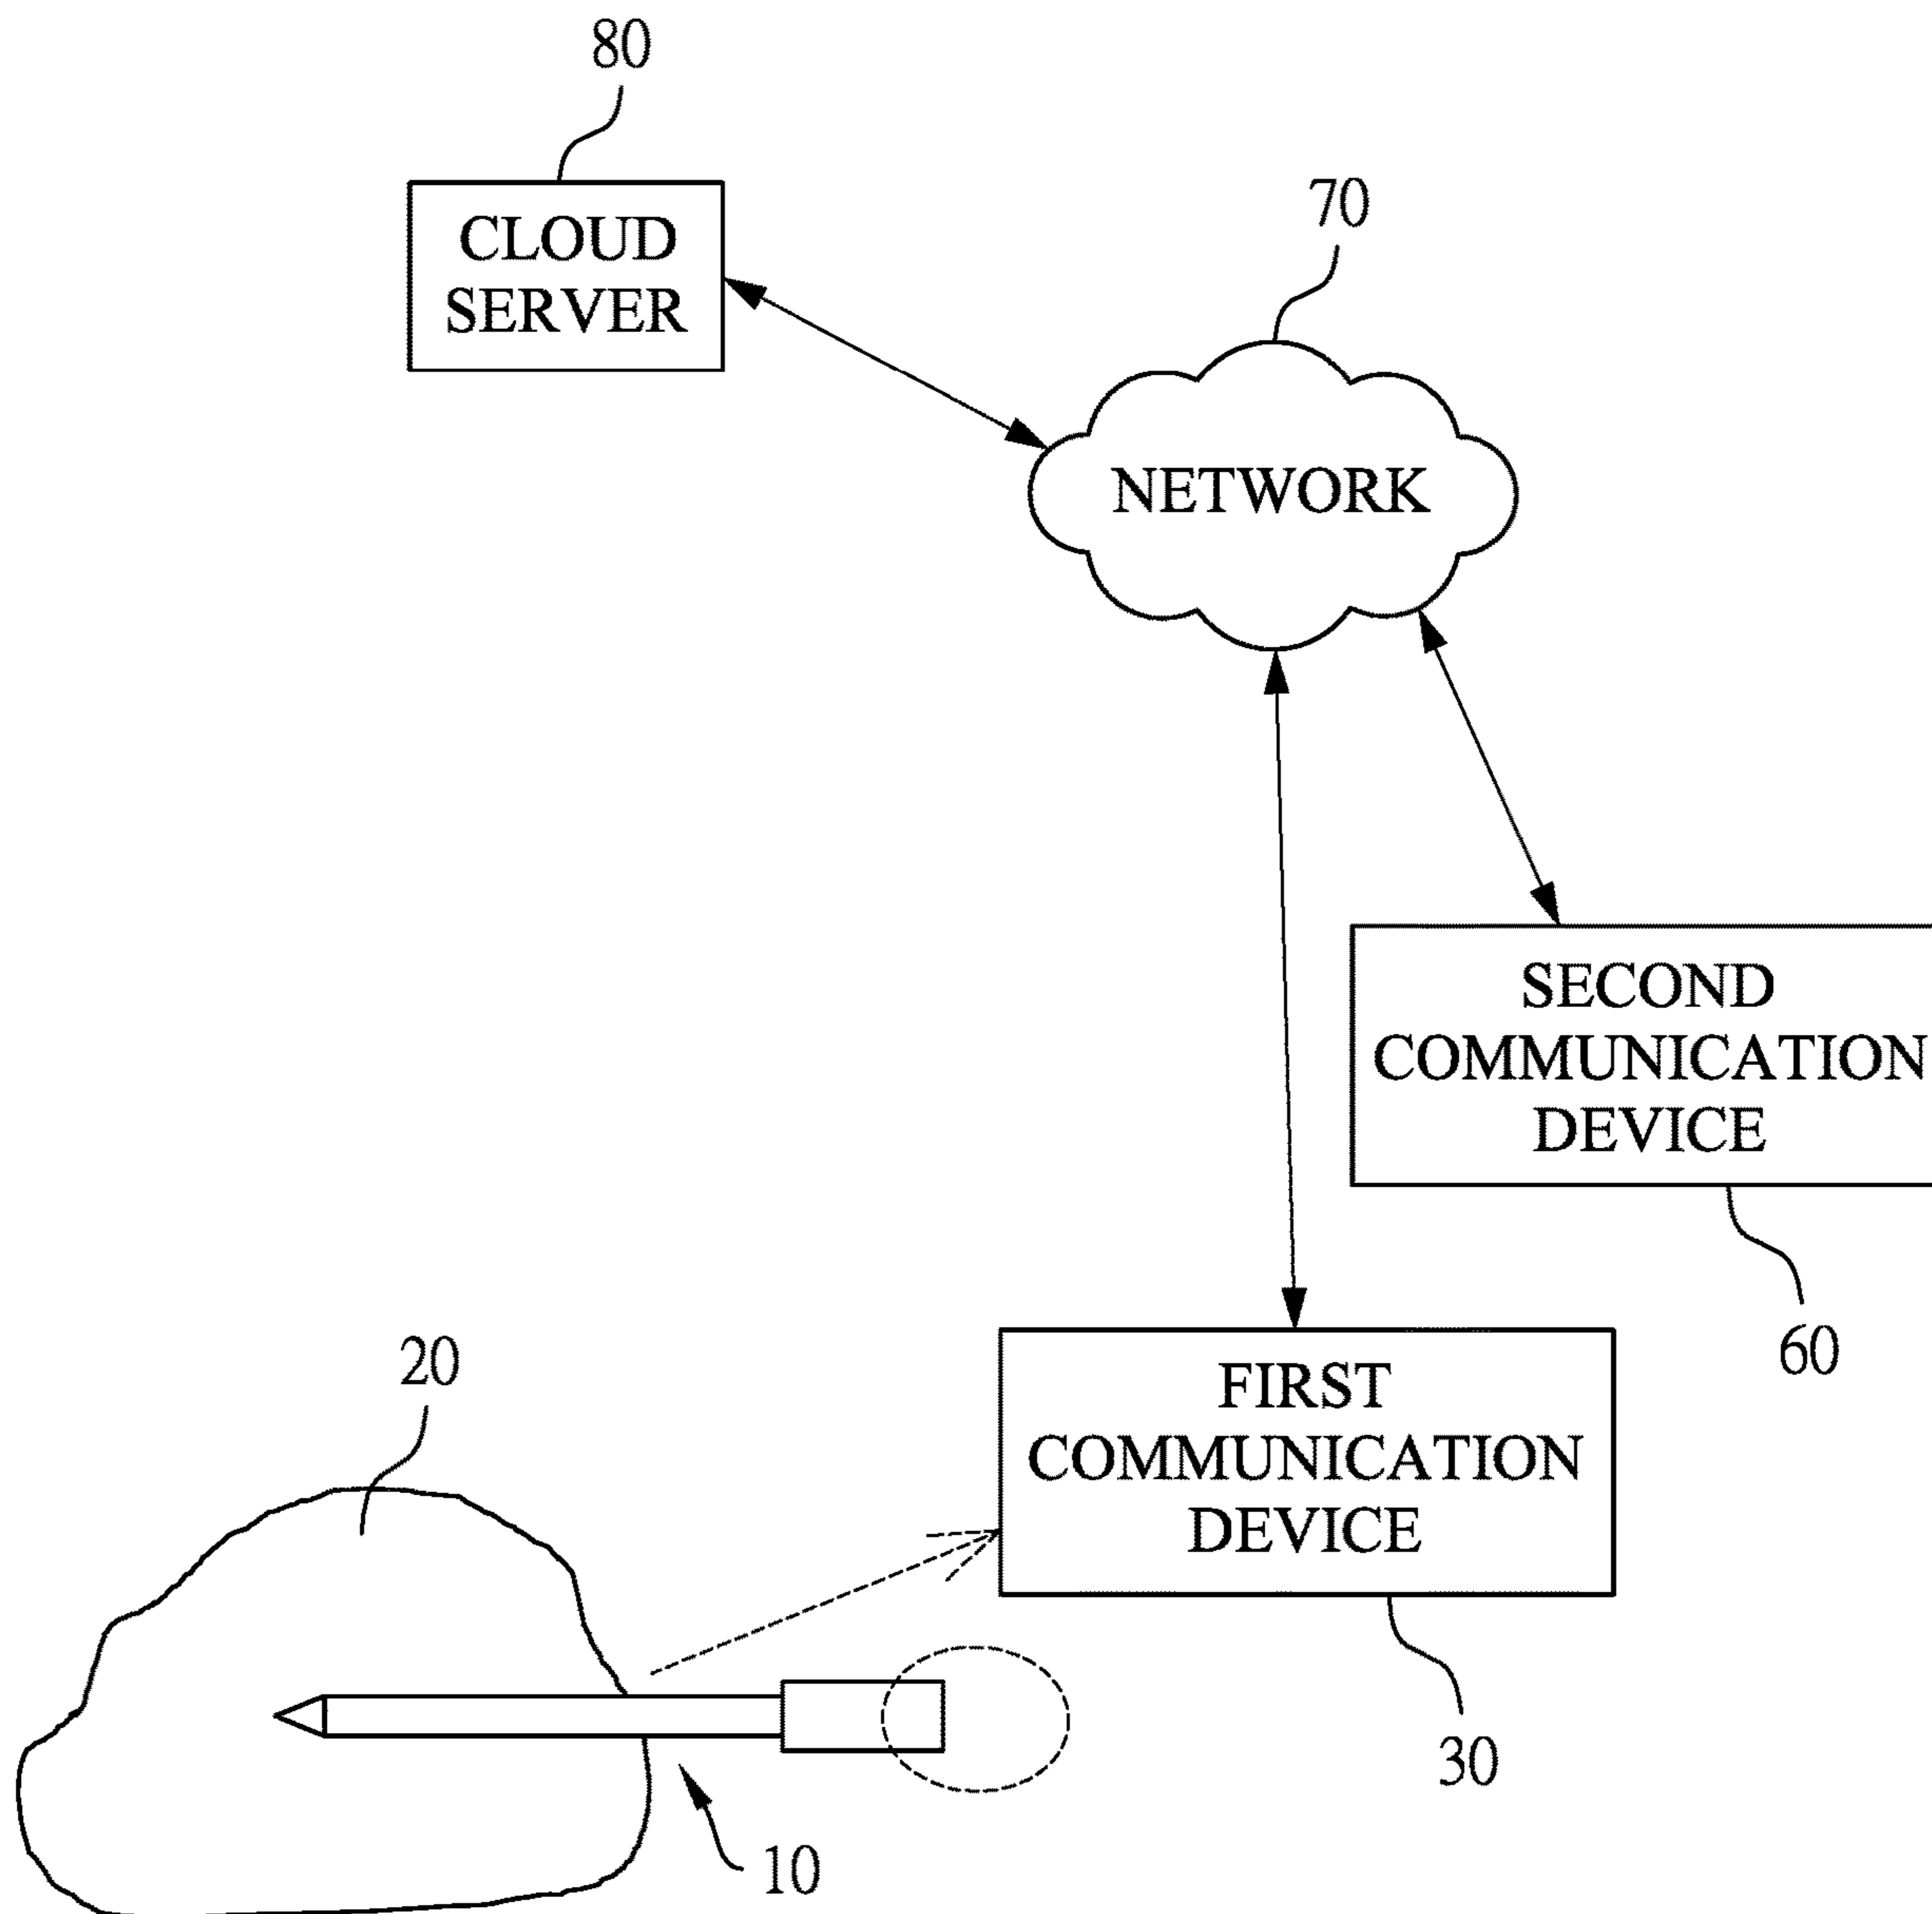 80
CLOUD
SERVER
70
NETWORK
SECOND
COMMUNICATION
DEVICE
60
20
FIRST
COMMUNICATION
DEVICE
30
10